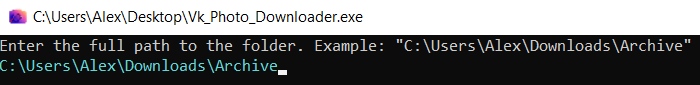 C:\Users\Alex\Desktop\Vk_Photo_Downloader.exe
Enter the full path to the folder. Example: "C:\Users\Alex\Downloads\Archive"
C:\Users\Alex\Downloads\Archive